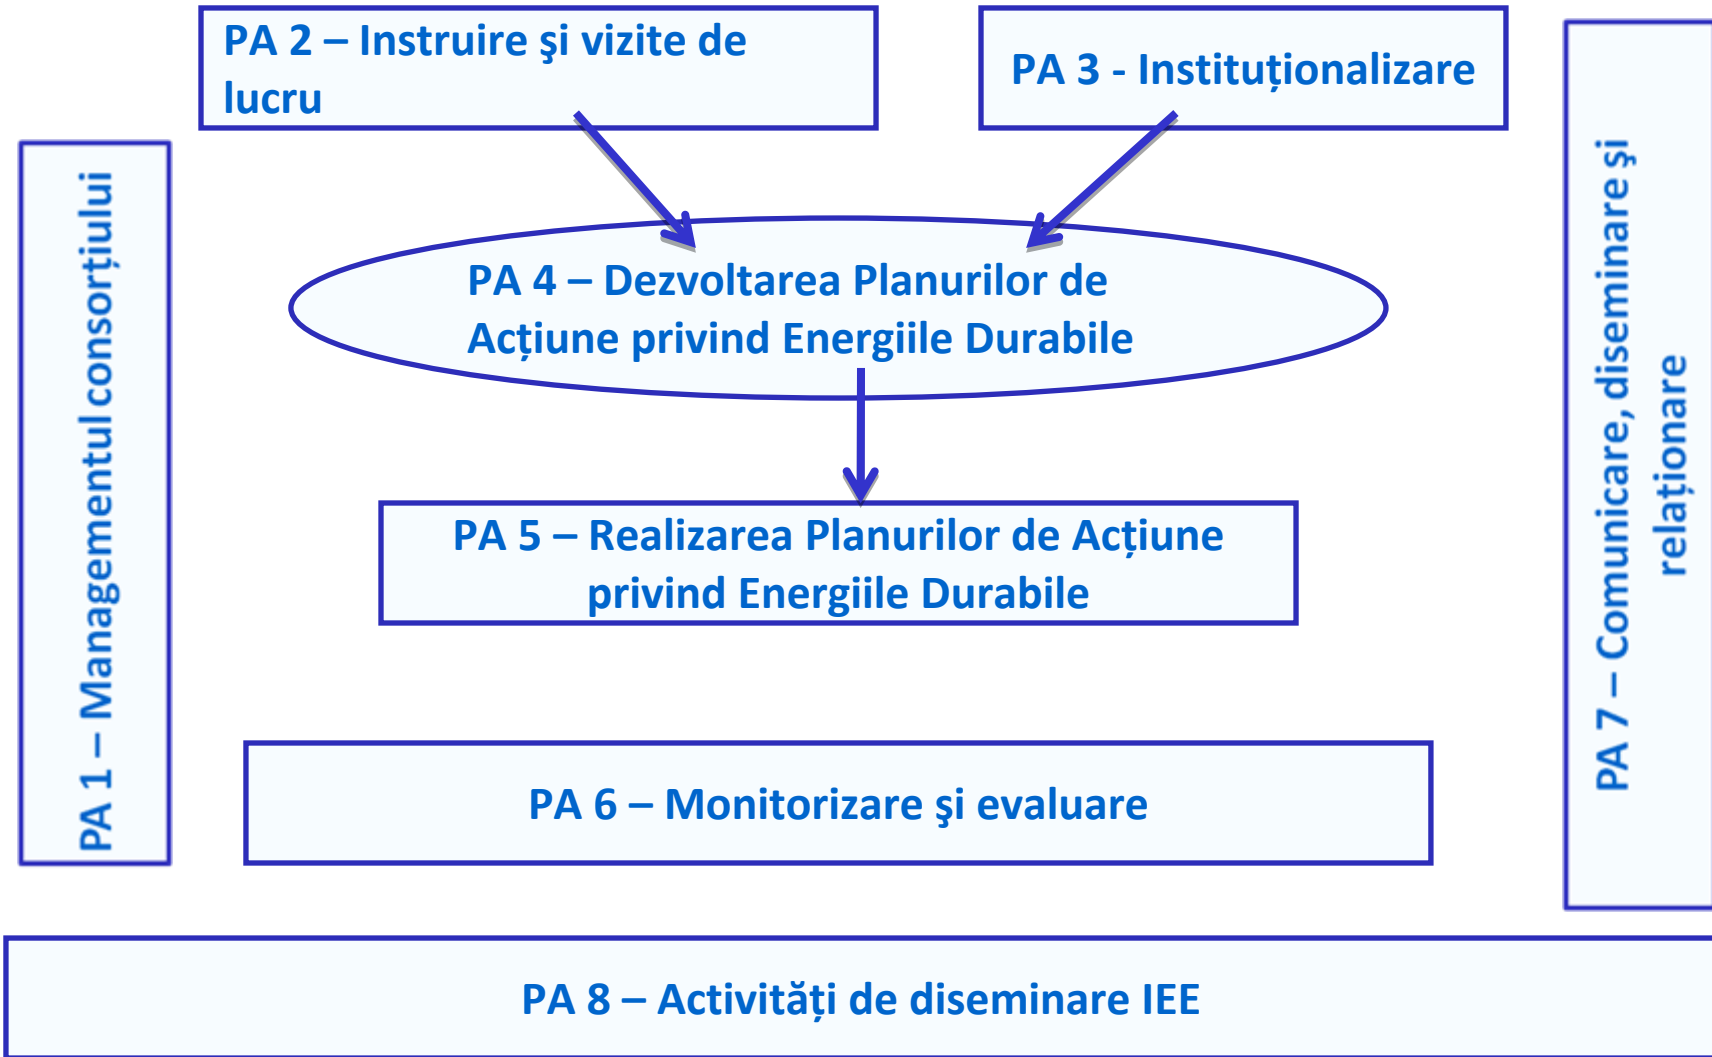 PA 2 – Instruire şi vizite de
lucru
PA 3 - Instituționalizare
PA 1 – Managementul consorțiului
PA 4 – Dezvoltarea Planurilor de
Acțiune privind Energiile Durabile
PA 5 – Realizarea Planurilor de Acțiune
privind Energiile Durabile
PA 6 – Monitorizare şi evaluare
PA 7 – Comunicare, diseminare şi
relaționare
PA 8 – Activități de diseminare IEE